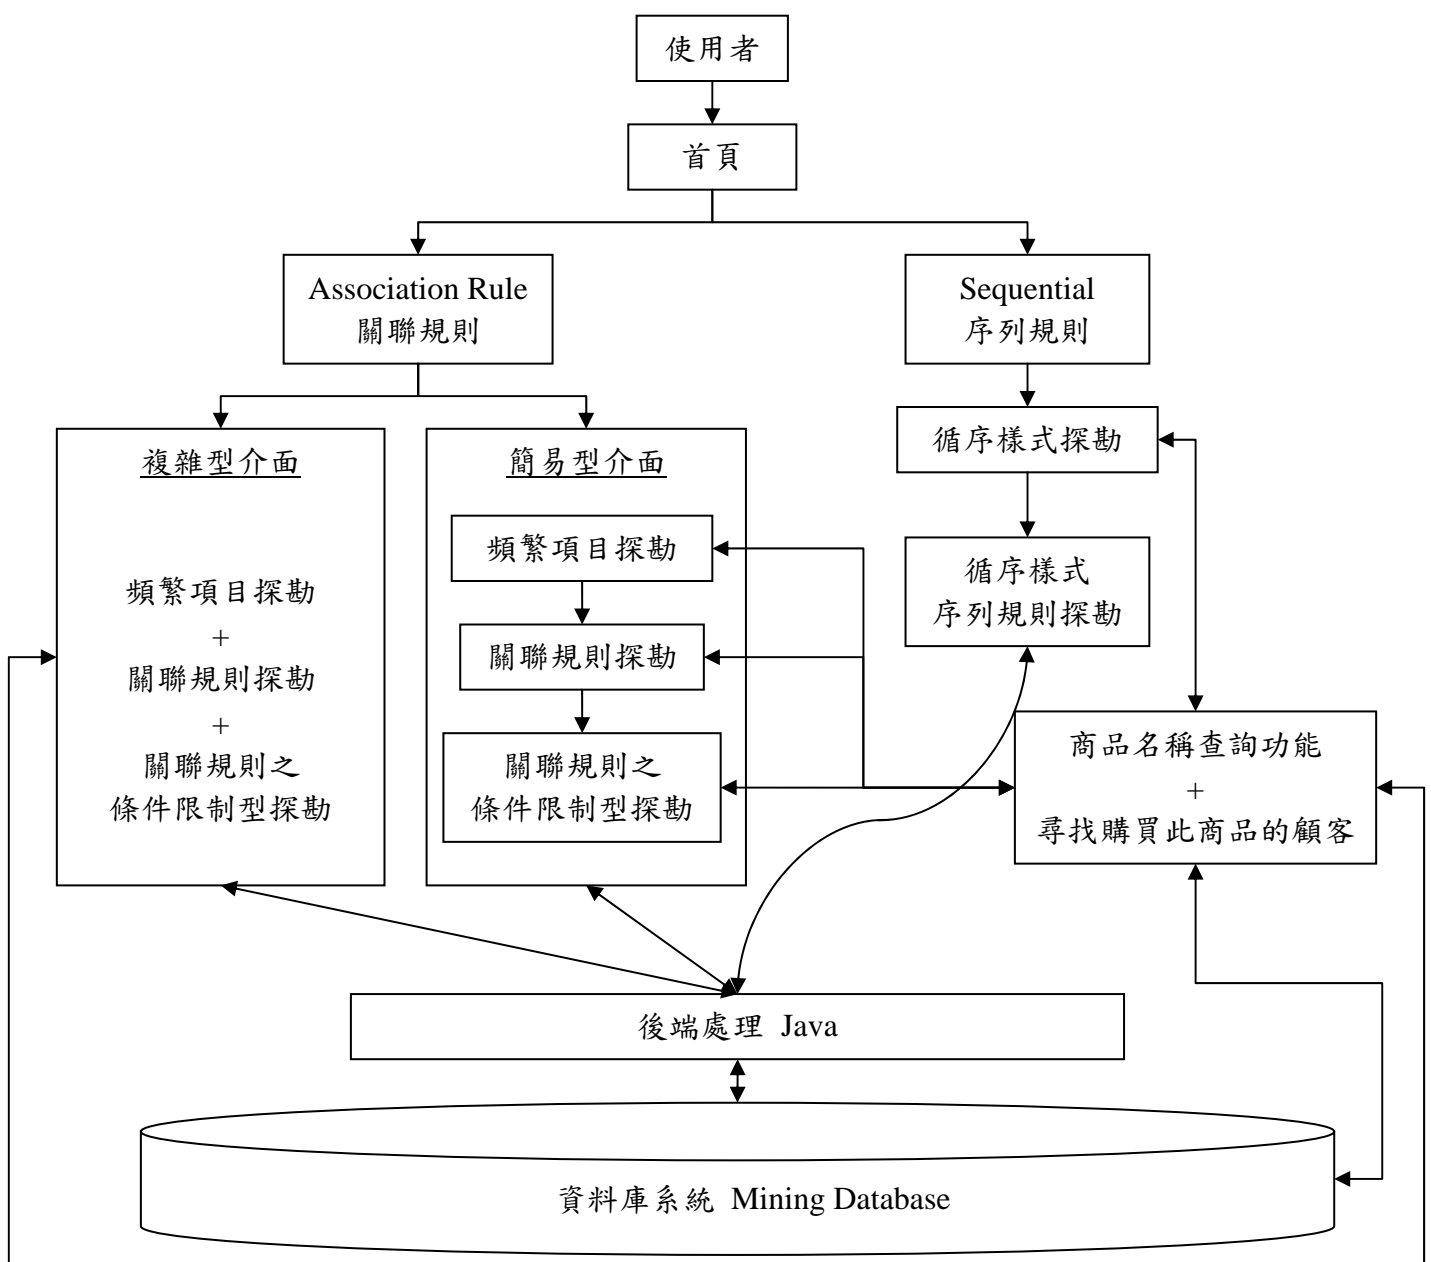 使用者
首頁
Association Rule
關聯規則
Sequential
序列規則
複雜型介面
頻繁項目探勘
+
關聯規則探勘
+
關聯規則之
條件限制型探勘
簡易型介面
頻繁項目探勘
關聯規則探勘
關聯規則之
條件限制型探勘
循序樣式探勘
循序樣式
序列規則探勘
商品名稱查詢功能
+
尋找購買此商品的顧客
後端處理 Java
資料庫系統 Mining Database